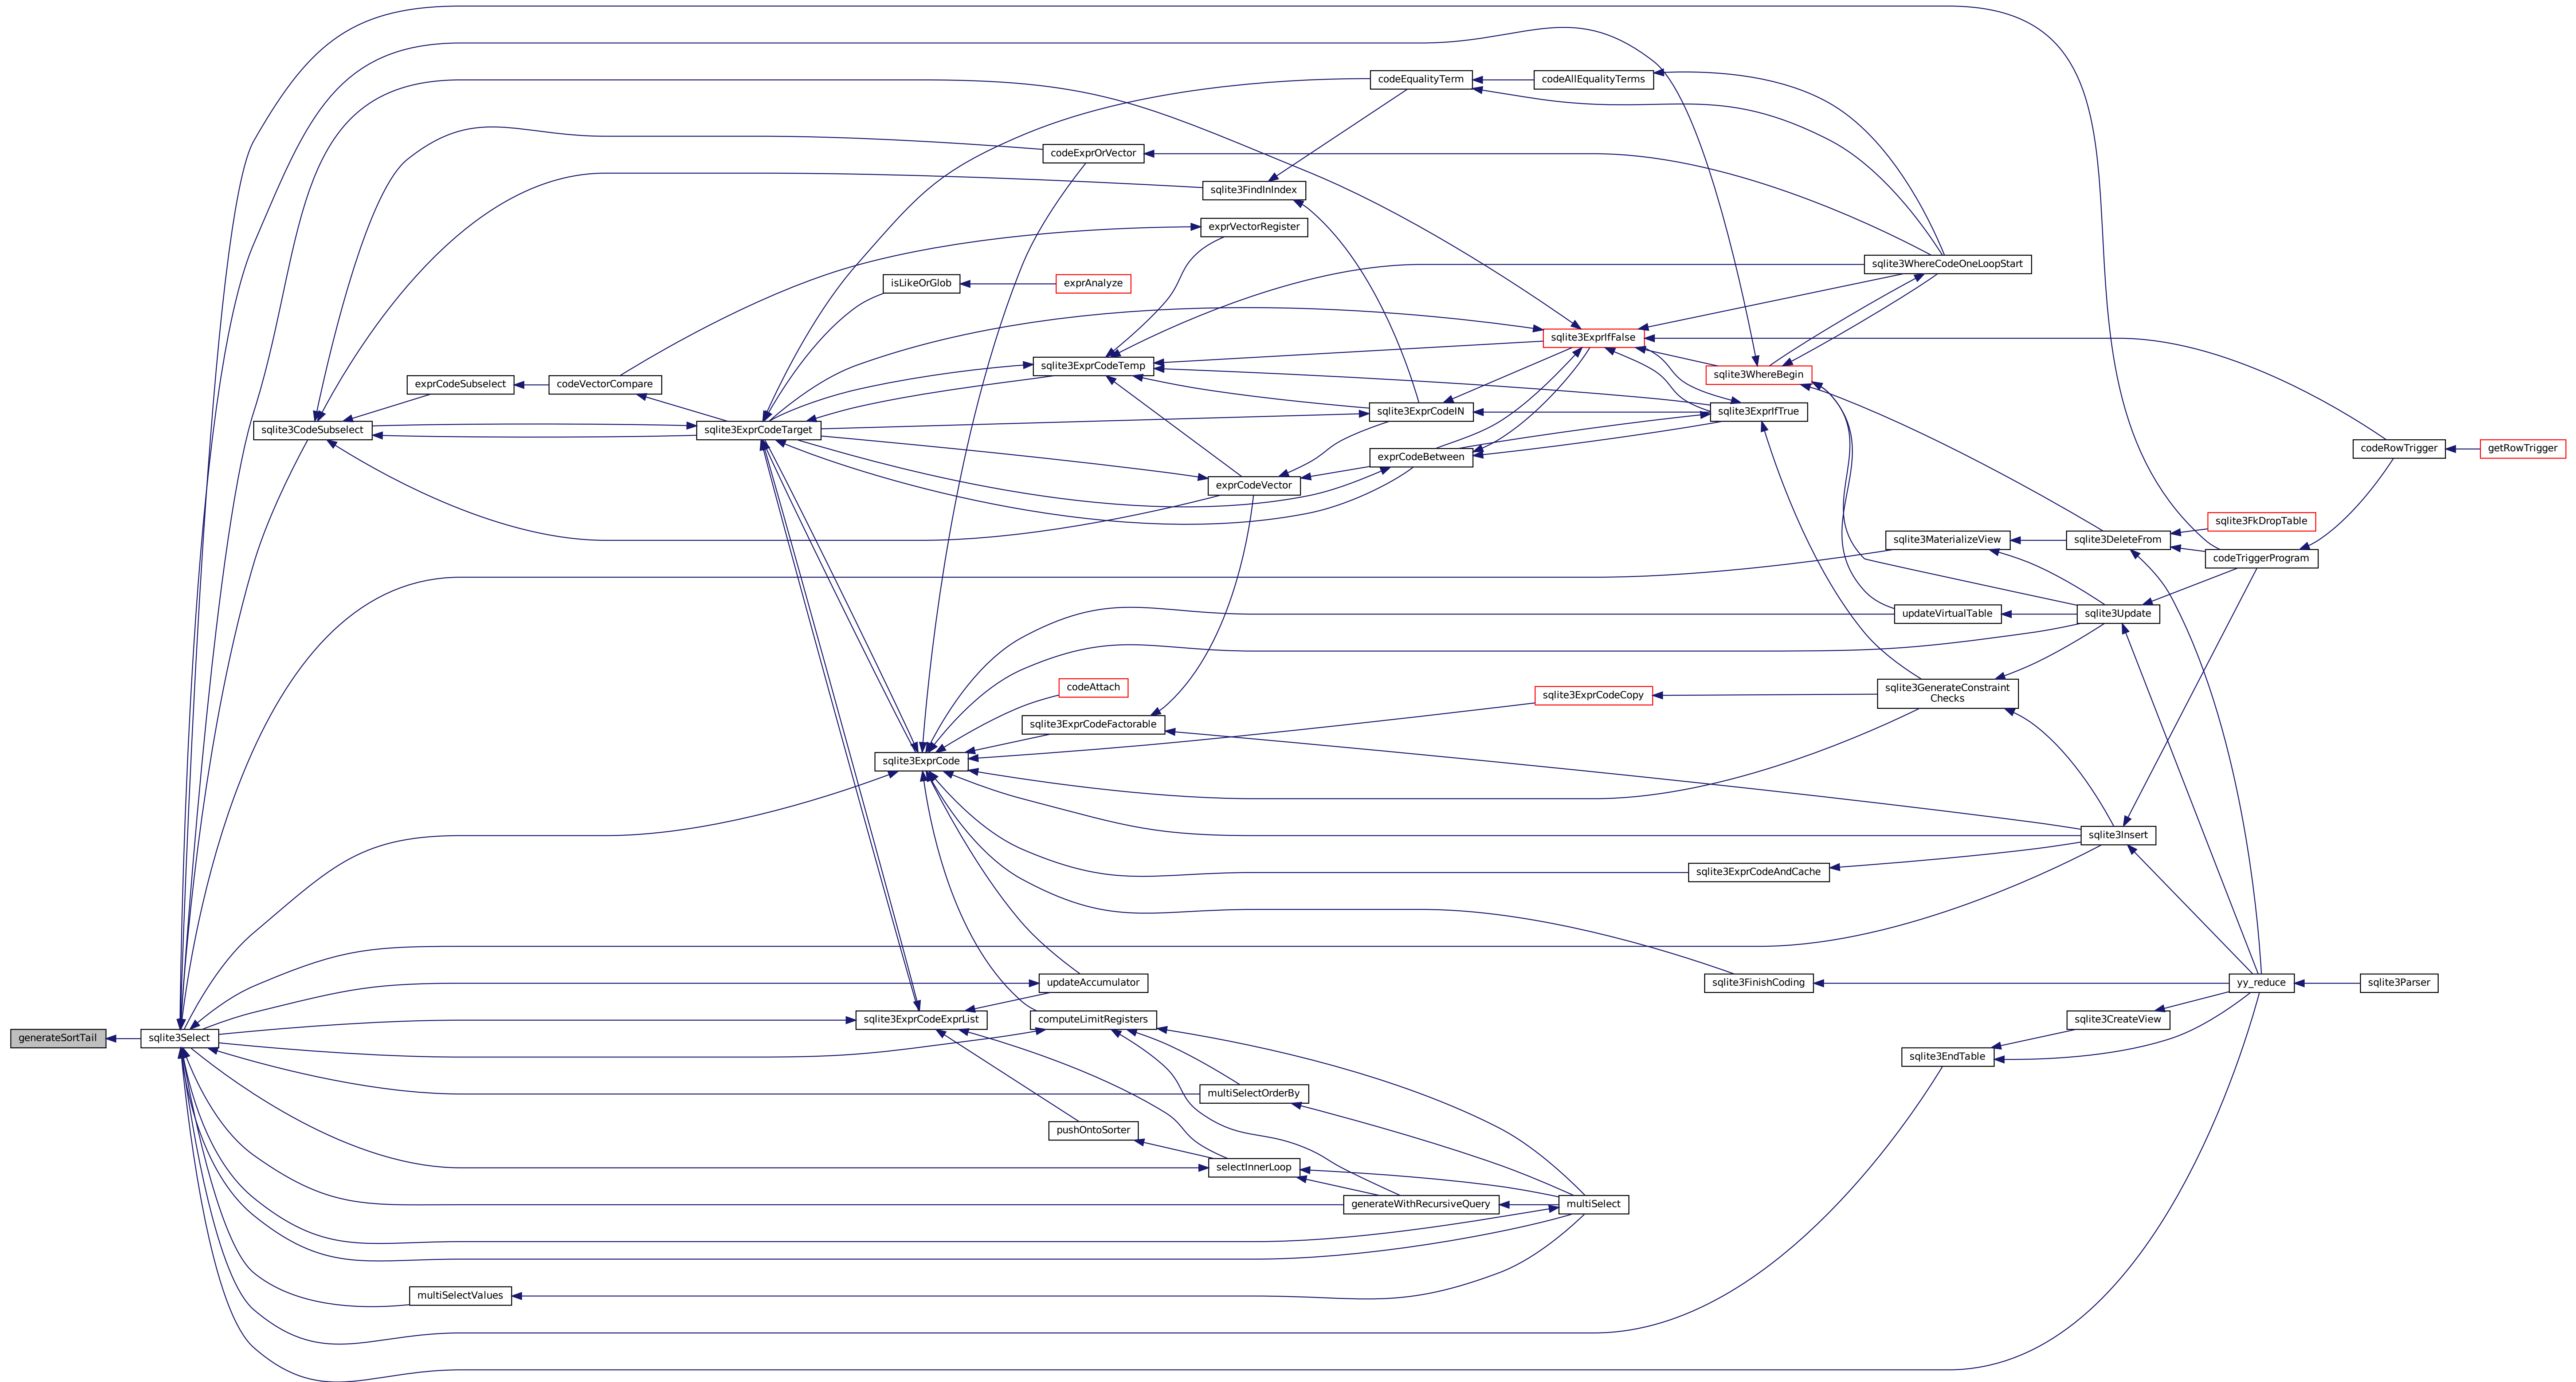 codeEqualityTerm
codeAllEqualityTerms
codeExprOrVector
sqlite3FindInIndex
exprVectorRegister
sqlite3WhereCodeOneLoopStart
isLikeOrGlob
exprAnalyze
sqlite3ExprIfFalse
sqlite3ExprCodeTemp
sqlite3WhereBegin
exprCodeSubselect
codeVectorCompare
sqlite3ExprCodeIN
sqlite3ExprIfTrue
sqlite3CodeSubselect
sqlite3ExprCodeTarget
codeRowTrigger
getRowTrigger
exprCodeBetween
exprCodeVector
sqlite3FkDropTable
sqlite3MaterializeView
sqlite3DeleteFrom
codeTriggerProgram
updateVirtualTable
sqlite3Update
codeAttach
sqlite3ExprCodeCopy
sqlite3GenerateConstraint
Checks
sqlite3ExprCodeFactorable
sqlite3ExprCode
sqlite3Insert
sqlite3ExprCodeAndCache
updateAccumulator
sqlite3FinishCoding
yy_reduce
sqlite3Parser
sqlite3ExprCodeExprList
computeLimitRegisters
sqlite3CreateView
generateSortTail
sqlite3Select
sqlite3EndTable
multiSelectOrderBy
pushOntoSorter
selectInnerLoop
generateWithRecursiveQuery
multiSelect
multiSelectValues